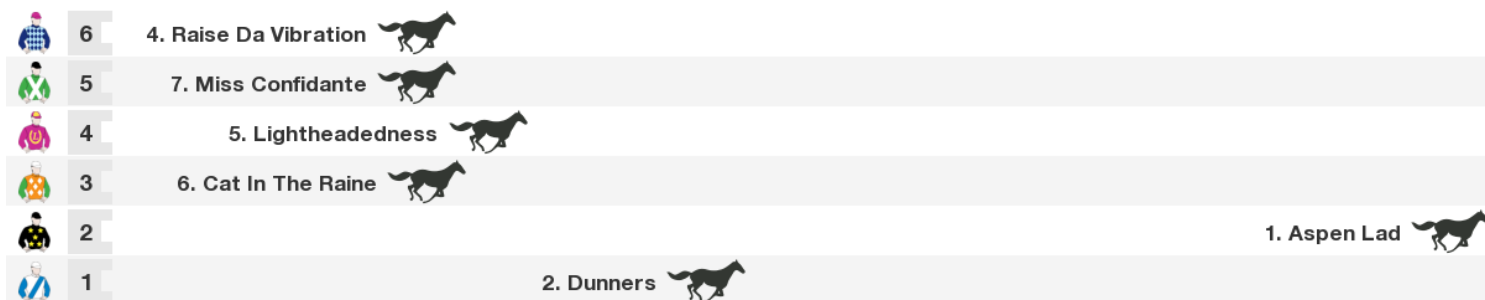 6 4. Raise Da Vibration
5 7. Miss Confidante
4 5. Lightheadedness
3 6. Cat In The Raine
2 1. Aspen Lad
1 2. Dunners